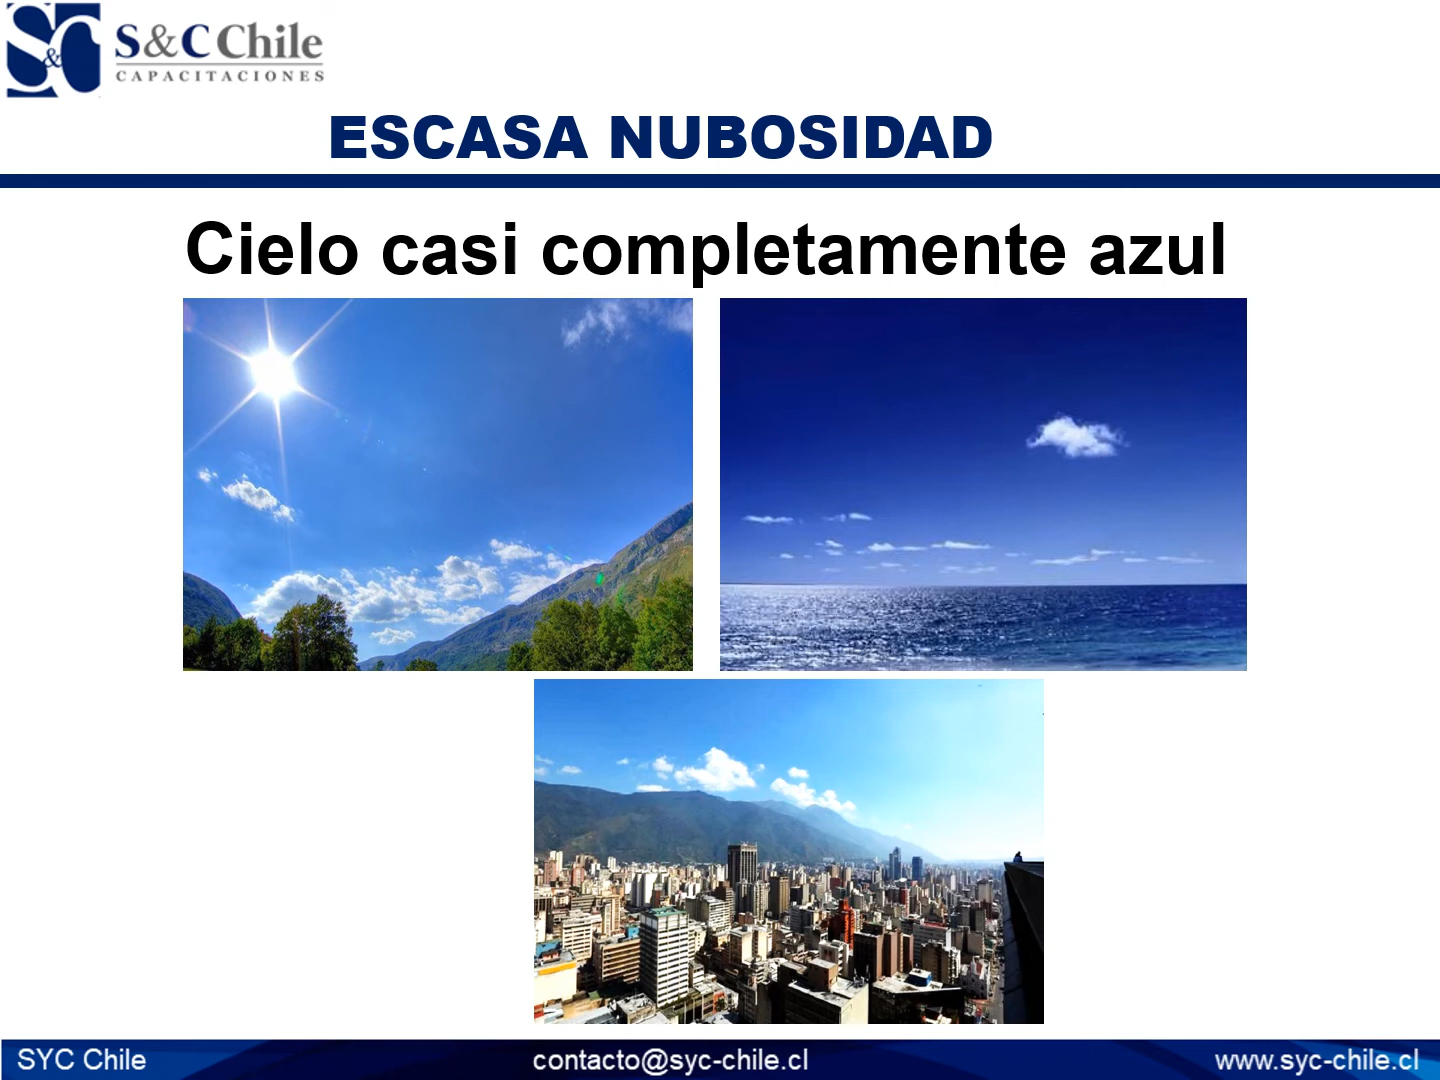 S&C
S&C Chile
CAPACITACIONES
ESCASA NUBOSIDAD
Cielo casi completamente azul
SYC Chile
contacto@syc-chile.cl
www.syc-chile.cl